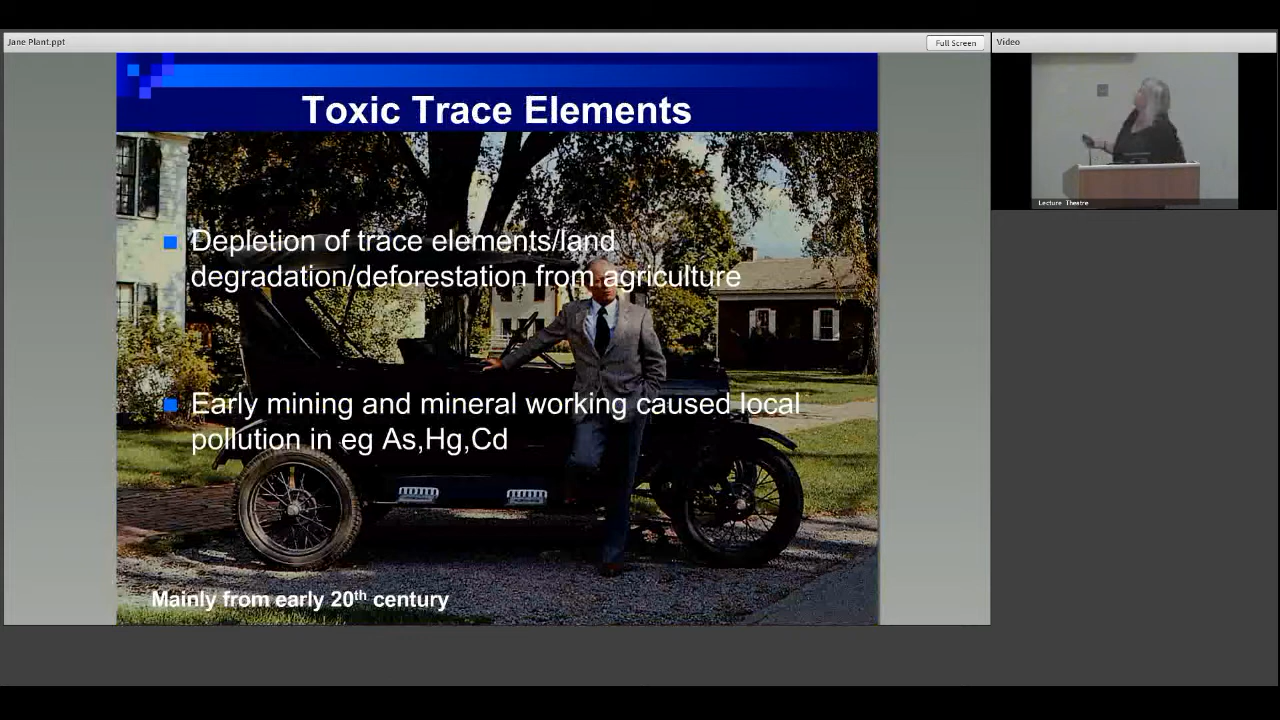 Jane Plant.ppt
Full Screen
Video
Toxic Trace Elements
Depletion of trace elements/land
degradation/deforestation from agriculture
Early mining and mineral working caused local
pollution in eg As,Hg,Cd
Mainly from early 20th century
Lecture Theatre